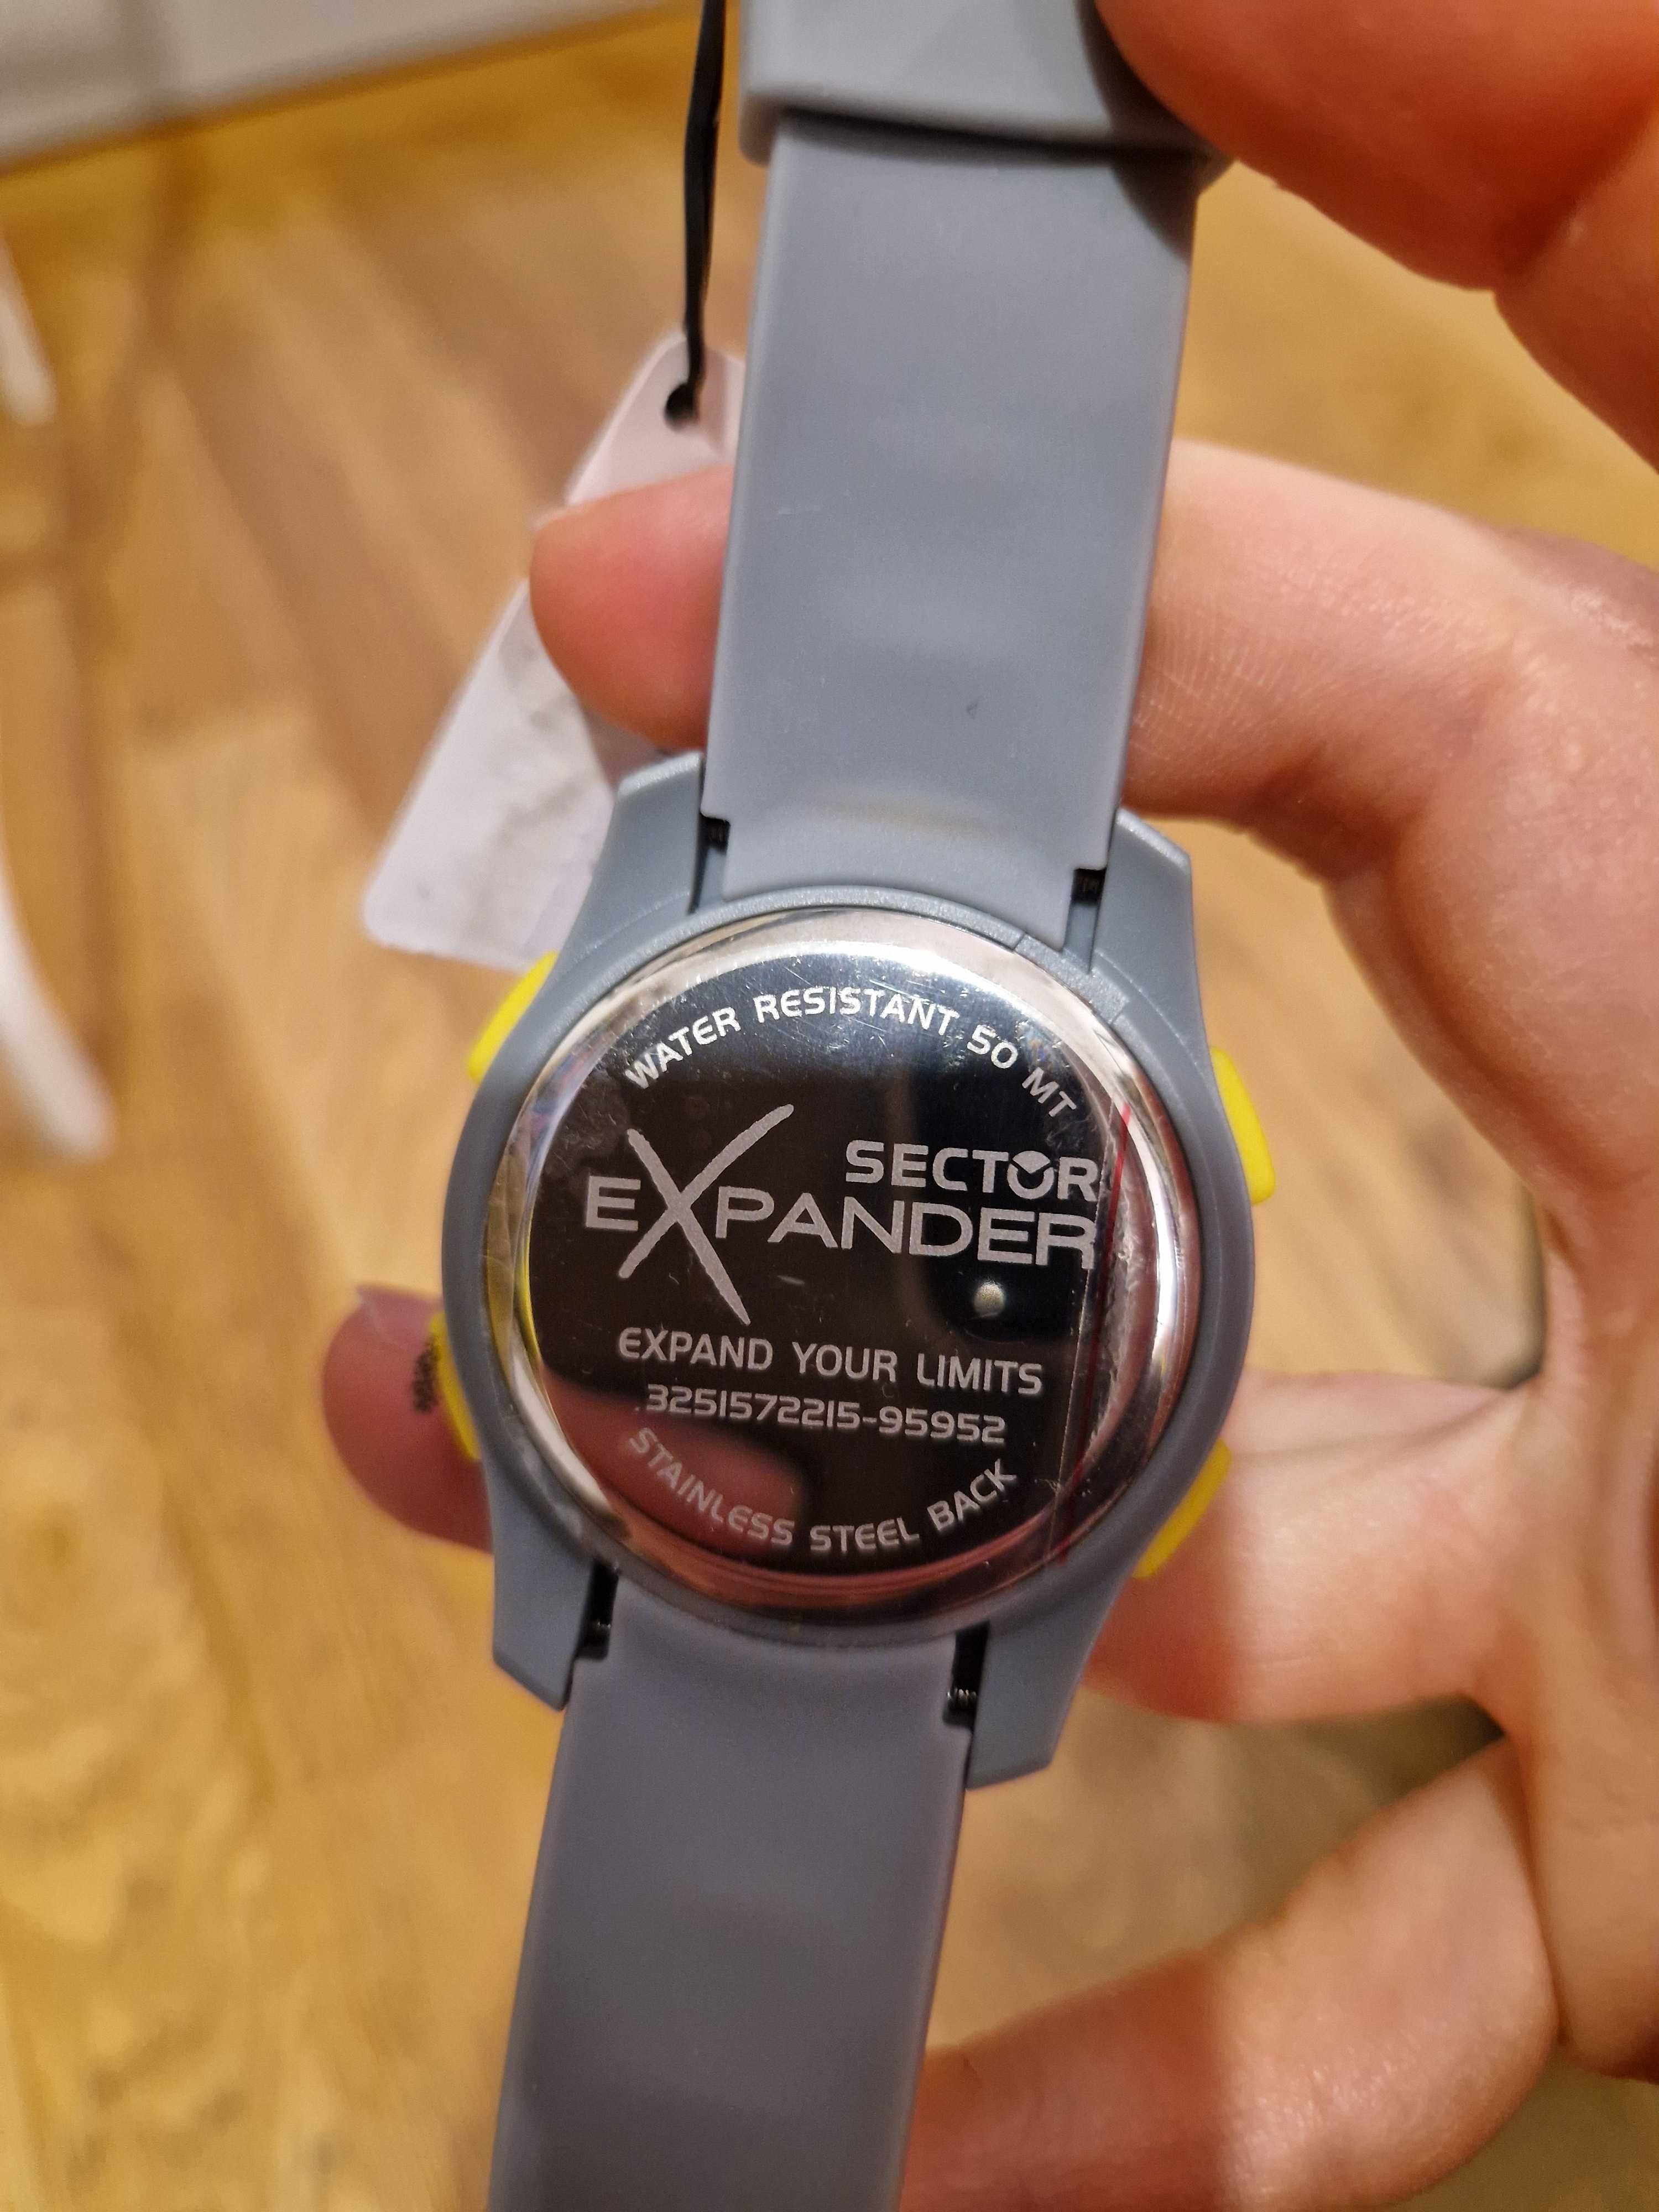 WATER RESISTANT 50 MT
SECTOR
EXPANDER
EXPAND YOUR LIMITS
3251572215-95952
STAINLESS STEEL BACK